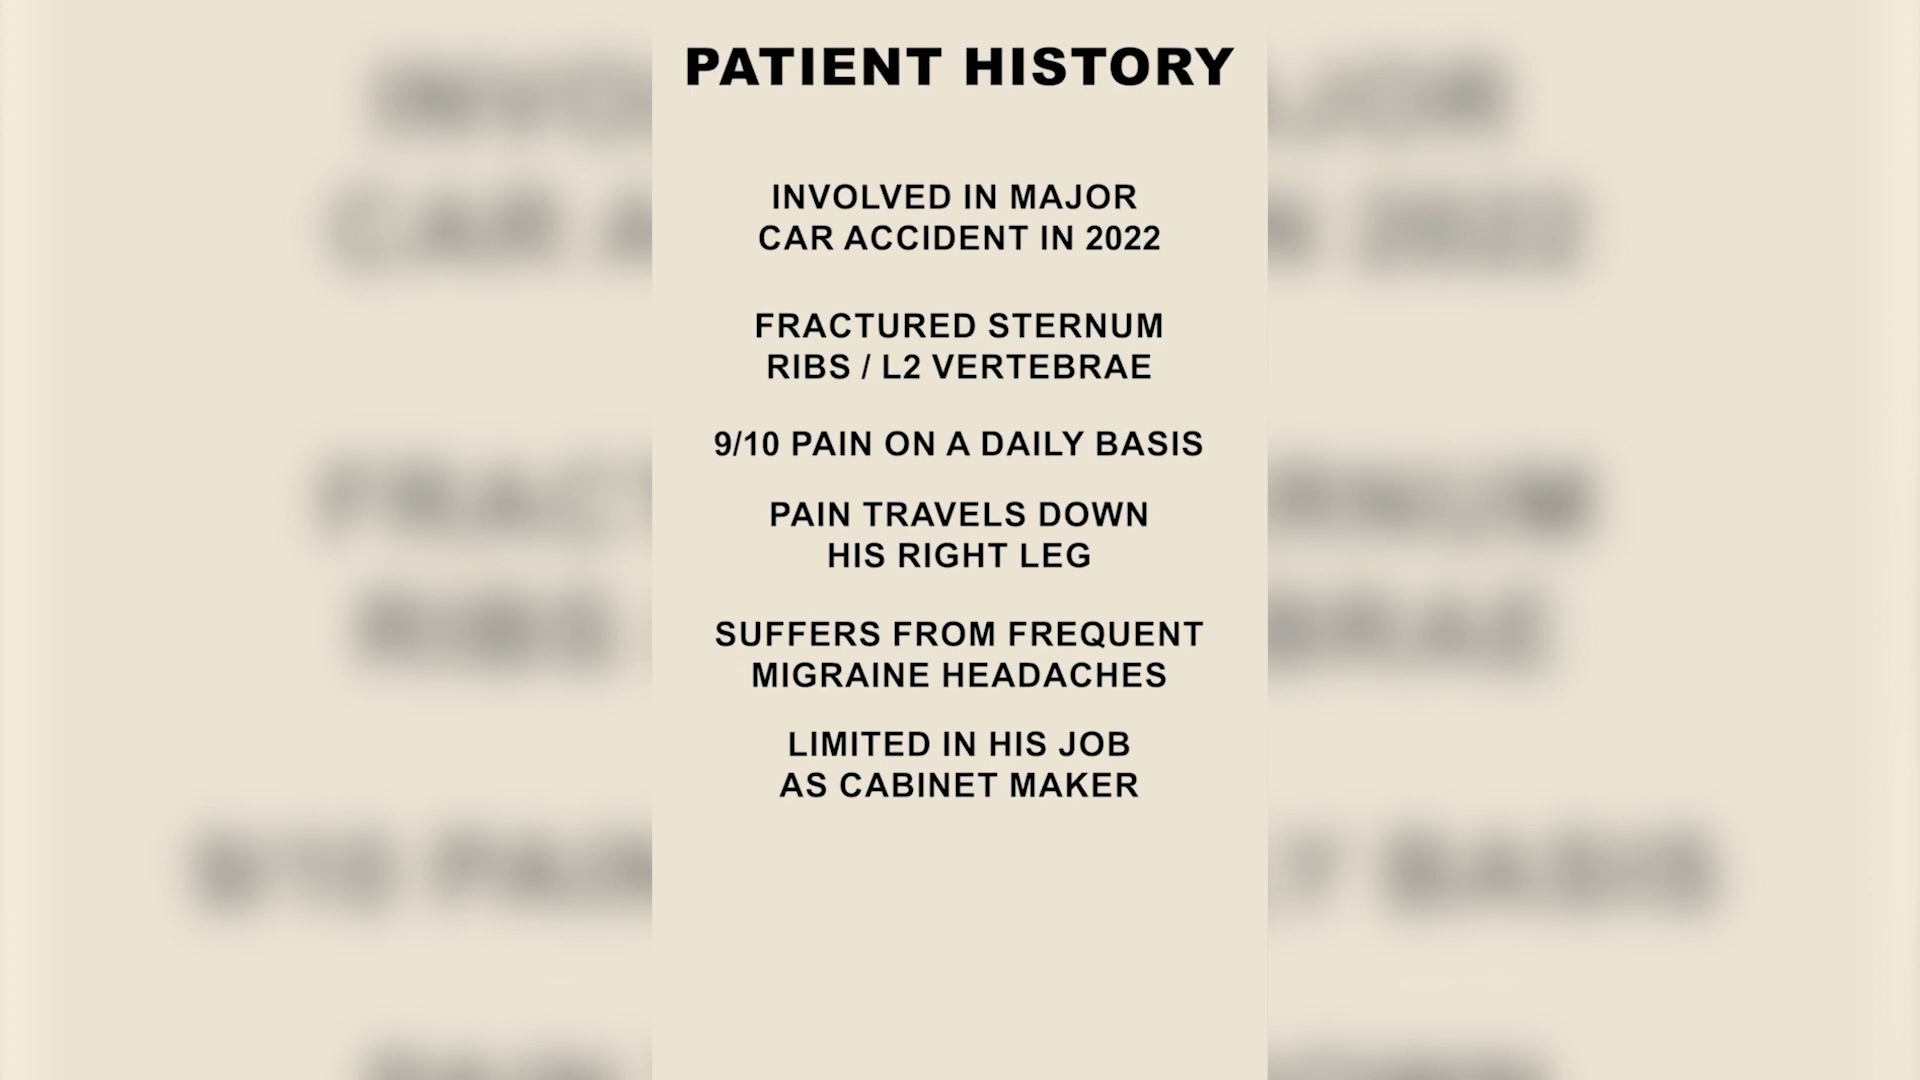 PATIENT HISTORY
INVOLVED IN MAJOR
CAR ACCIDENT IN 2022
FRACTURED STERNUM
RIBS / L2 VERTEBRAE
9/10 PAIN ON A DAILY BASIS
PAIN TRAVELS DOWN
HIS RIGHT LEG
SUFFERS FROM FREQUENT
MIGRAINE HEADACHES
LIMITED IN HIS JOB
AS CABINET MAKER